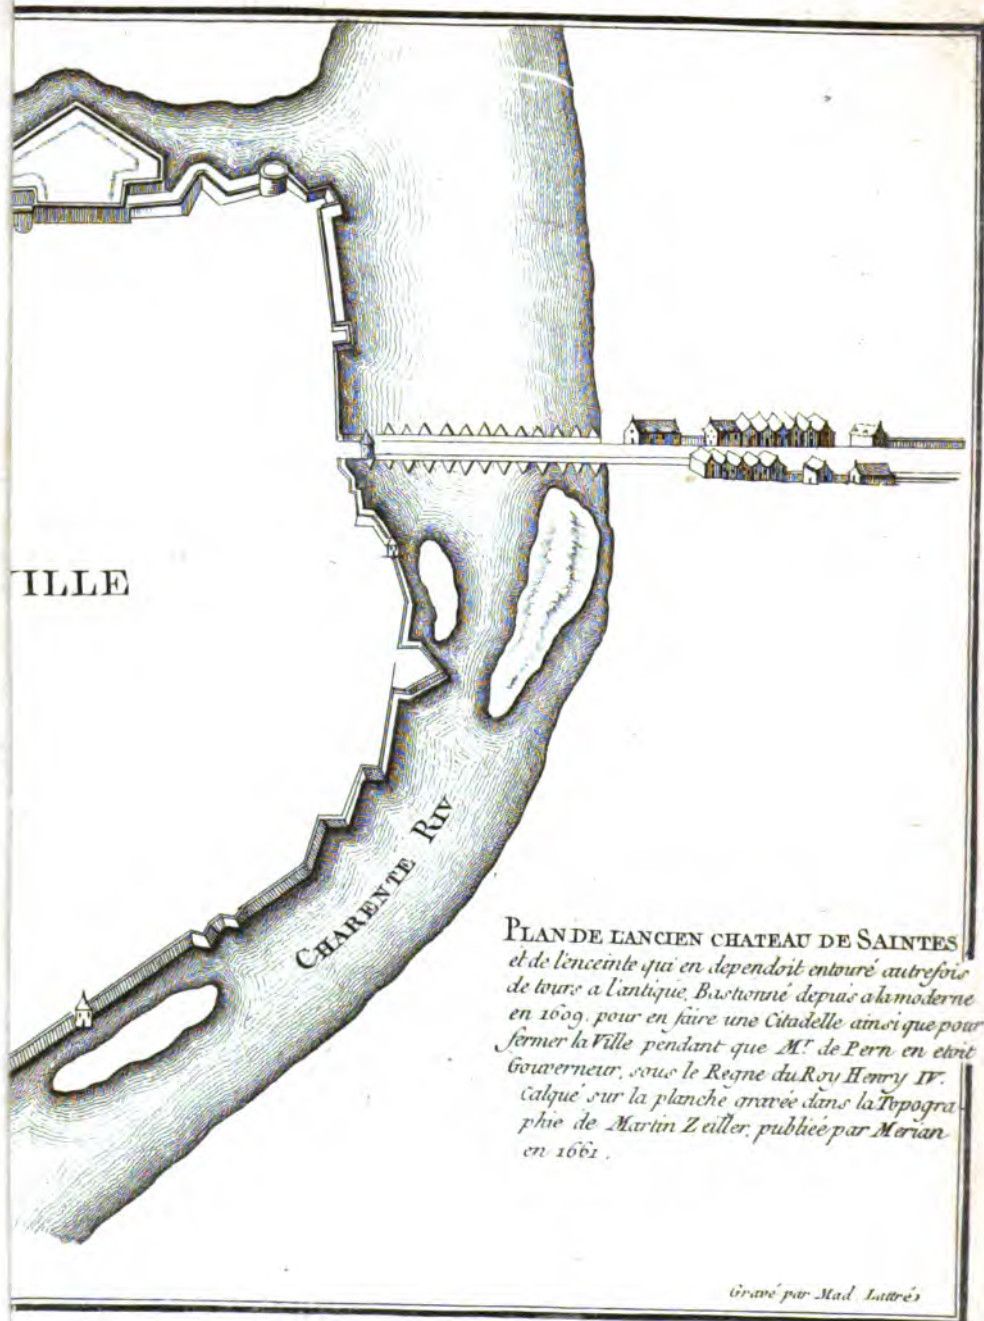 VILLE
CHARENTE RIV
PLAN DE L'ANCIEN CHATEAU DE SAINTES
et de l'enceinte qui en dependoit entouré autrefois
de tours a l'antique, Bastionné depuis a la moderne
en 1609. pour en faire une Citadelle ainsi que pour
fermer la Ville pendant que Mr. de Pern en etoit
Gouverneur, sous le Regne du Roy Henry IV.
Calqué sur la planche gravée dans la Topogra
phie de Martin Zeiller, publiée par Merian
en 1661.
Gravé par Mad. Lattré